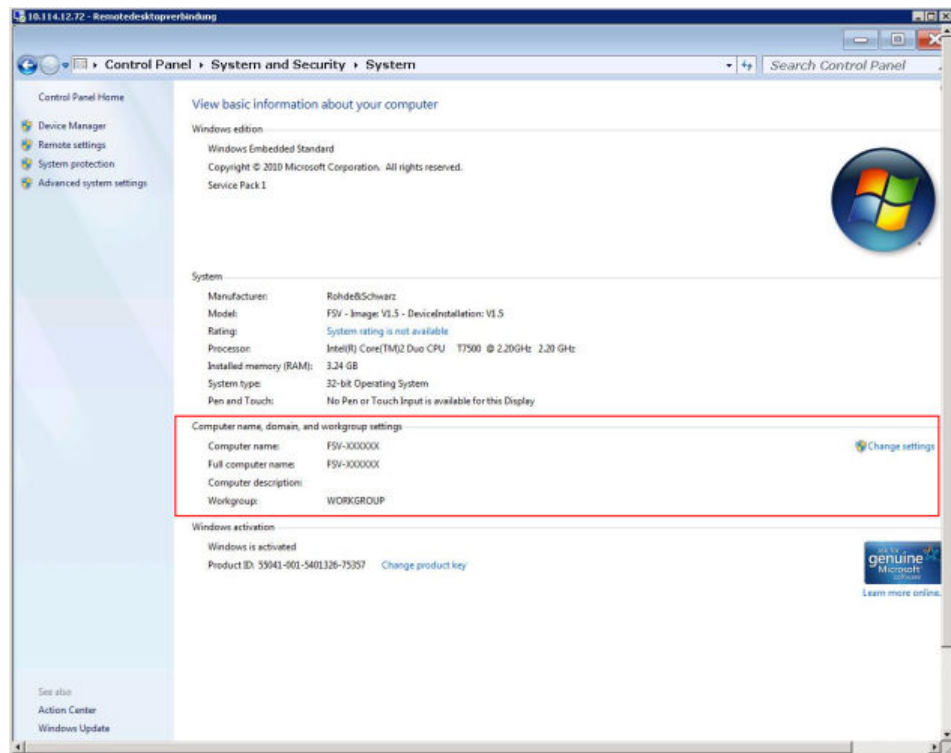 10.114.12.72 - Remotedesktopverbindung
Control Panel › System and Security › System
Search Control Panel
Control Panel Home
Device Manager
Remote settings
System protection
Advanced system settings
View basic information about your computer
Windows edition
Windows Embedded Standard
Copyright © 2010 Microsoft Corporation. All rights reserved.
Service Pack 1
System
Manufacturer: Rohde&Schwarz
Model: FSV - Image: V1.5 - DeviceInstallation: V1.5
Rating: System rating is not available
Processor: Intel(R) Core(TM)2 Duo CPU T7500 @ 2.20GHz 2.20 GHz
Installed memory (RAM): 3.24 GB
System type: 32-bit Operating System
Pen and Touch: No Pen or Touch Input is available for this Display
Computer name, domain, and workgroup settings
Computer name: FSV-XXXXXX
Change settings
Full computer name: FSV-XXXXXX
Computer description:
Workgroup: WORKGROUP
Windows activation
Windows is activated
Product ID: 55041-001-5401326-75357 Change product key
ask for
genuine
Microsoft
software
Learn more online.
See also
Action Center
Windows Update